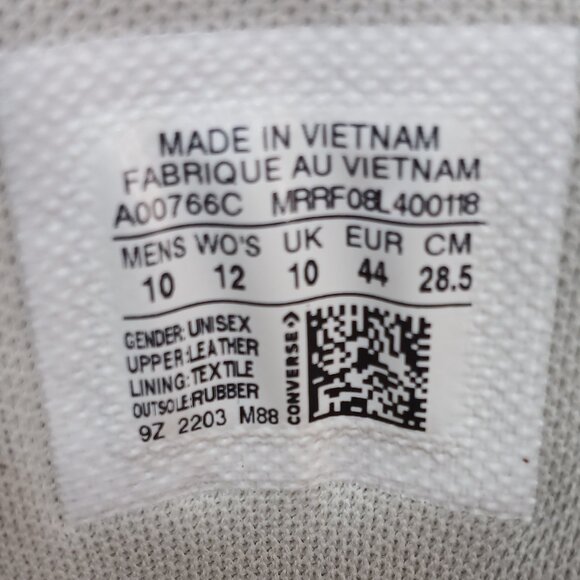 MADE IN VIETNAM
FABRIQUE AU VIETNAM
A00766C MRRF08L400118
MENS WO'S UK EUR CM
10 12 10 44 28.5
GENDER: UNISEX
UPPER: LEATHER
LINING: TEXTILE
OUTSOLE: RUBBER
9Z 2203 M88
CONVERSE